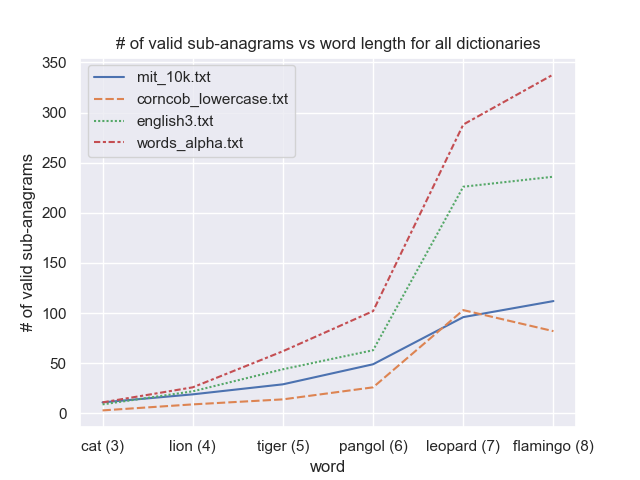 # of valid sub-anagrams vs word length for all dictionaries
350
300
250
200
150
100
50
0
# of valid sub-anagrams
mit_10k.txt
corncob_lowercase.txt
english3.txt
words_alpha.txt
cat (3) lion (4) tiger (5) pangol (6) leopard (7) flamingo (8)
word